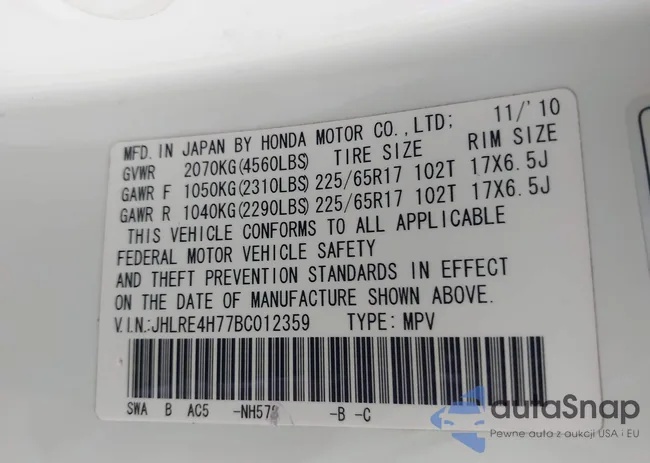 MFD. IN JAPAN BY HONDA MOTOR CO.,LTD; 11/'10
GVWR 2070KG(4560LBS) TIRE SIZE RIM SIZE
GAWR F 1050KG(2310LBS) 225/65R17 102T 17X6.5J
GAWR R 1040KG(2290LBS) 225/65R17 102T 17X6.5J
THIS VEHICLE CONFORMS TO ALL APPLICABLE
FEDERAL MOTOR VEHICLE SAFETY
AND THEFT PREVENTION STANDARDS IN EFFECT
ON THE DATE OF MANUFACTURE SHOWN ABOVE.
V.I.N.:JHLRE4H77BC012359 TYPE: MPV
SWA B AC5 -NH578 -B -C
autaSnap
Pewne auta z aukcji USA i EU